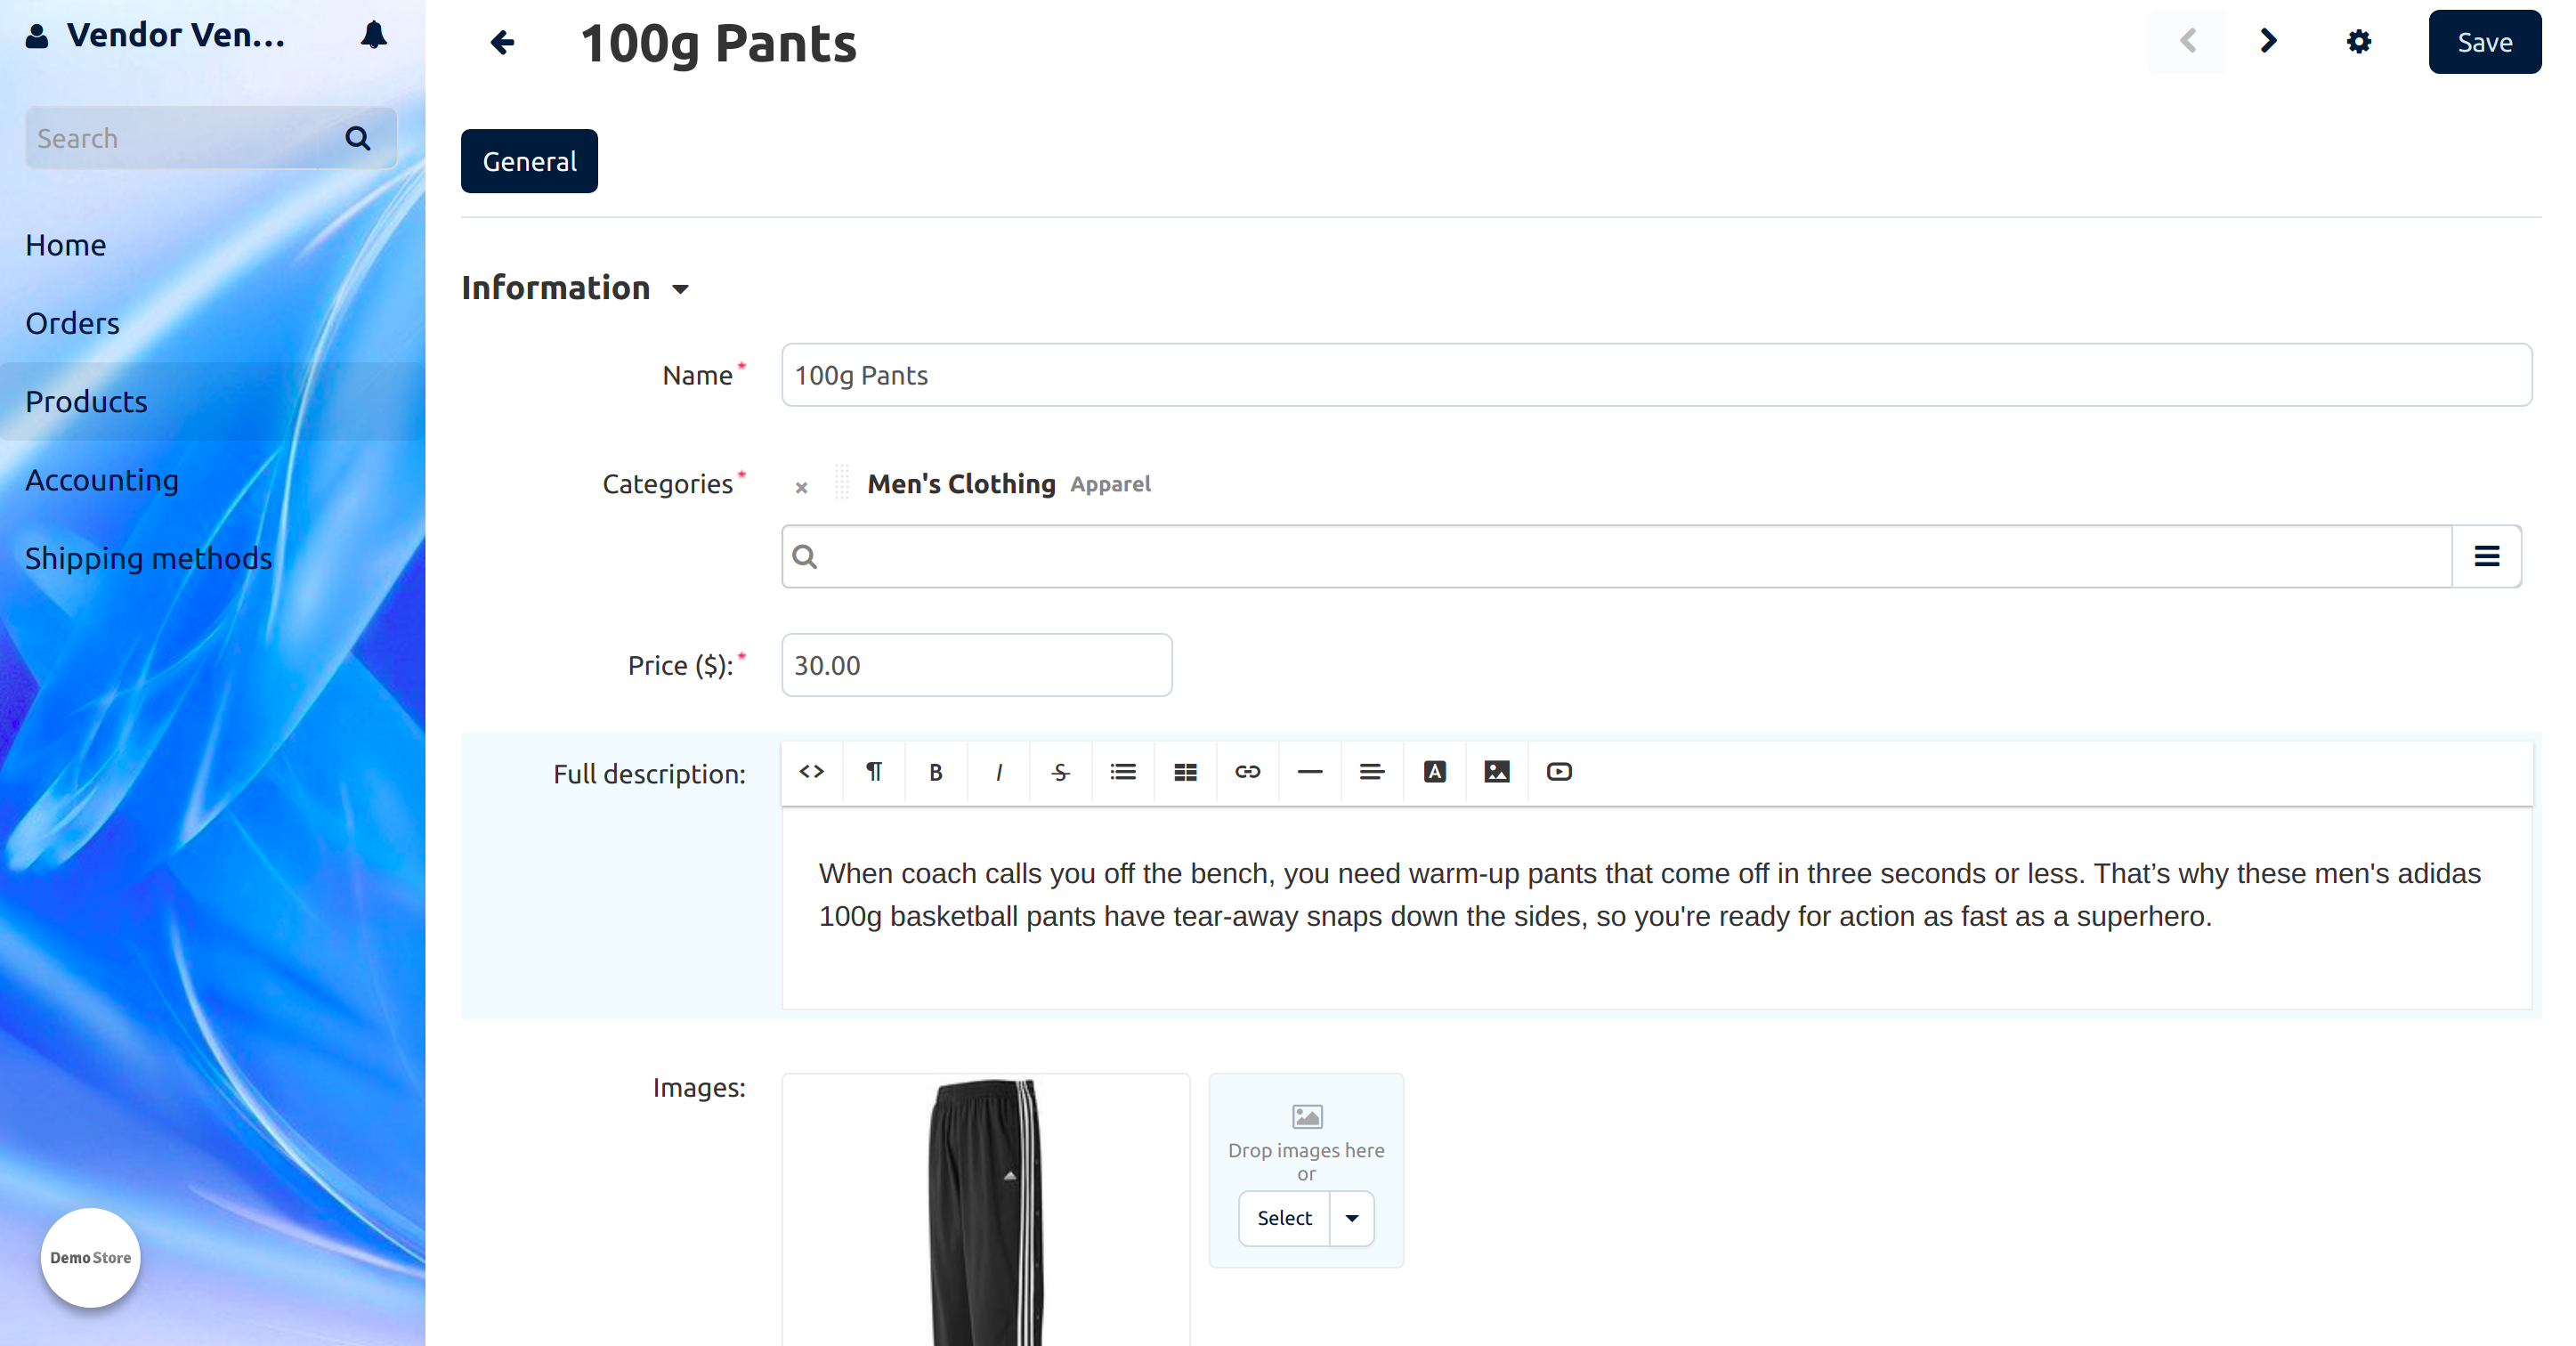 Vendor Ven...
Search
Home
Orders
Products
Accounting
Shipping methods
Demo Store
100g Pants
Save
General
Information
Name*
100g Pants
Categories*
× Men's Clothing Apparel
Price ($):*
30.00
Full description:
B I S A
When coach calls you off the bench, you need warm-up pants that come off in three seconds or less. That’s why these men's adidas
100g basketball pants have tear-away snaps down the sides, so you're ready for action as fast as a superhero.
Images:
Drop images here
or
Select